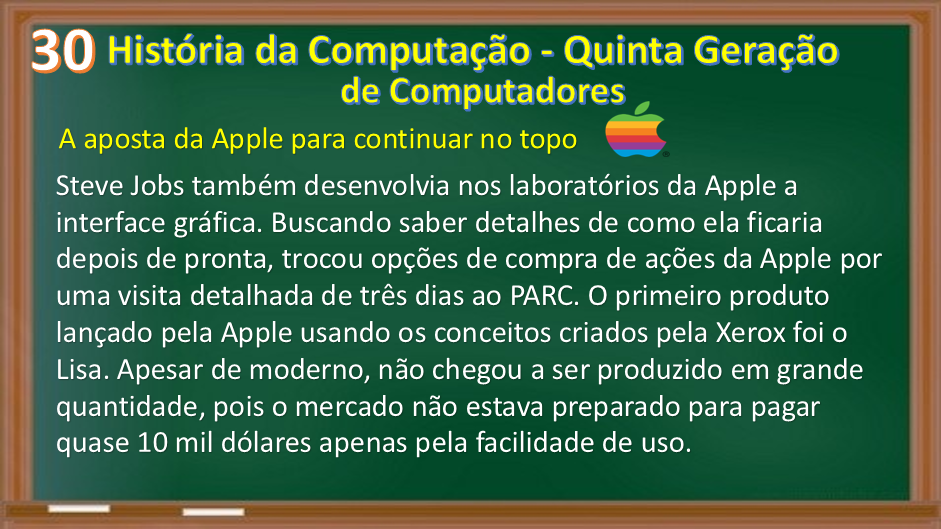 30 História da Computação - Quinta Geração
de Computadores
A aposta da Apple para continuar no topo
Steve Jobs também desenvolvia nos laboratórios da Apple a
interface gráfica. Buscando saber detalhes de como ela ficaria
depois de pronta, trocou opções de compra de ações da Apple por
uma visita detalhada de três dias ao PARC. O primeiro produto
lançado pela Apple usando os conceitos criados pela Xerox foi o
Lisa. Apesar de moderno, não chegou a ser produzido em grande
quantidade, pois o mercado não estava preparado para pagar
quase 10 mil dólares apenas pela facilidade de uso.